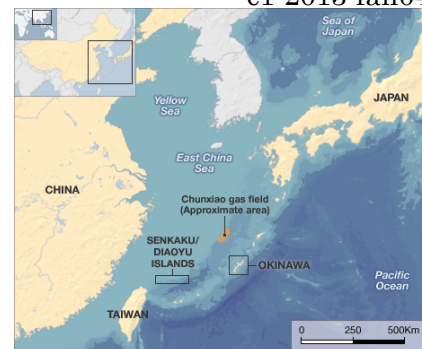 2013
Sea of
Japan
JAPAN
Yellow
Sea
East China
Sea
CHINA
Chunxiao gas field
(Approximate area)
SENKAKU/
DIAOYU
ISLANDS
OKINAWA
Pacific
Ocean
TAIWAN
0 250 500Km